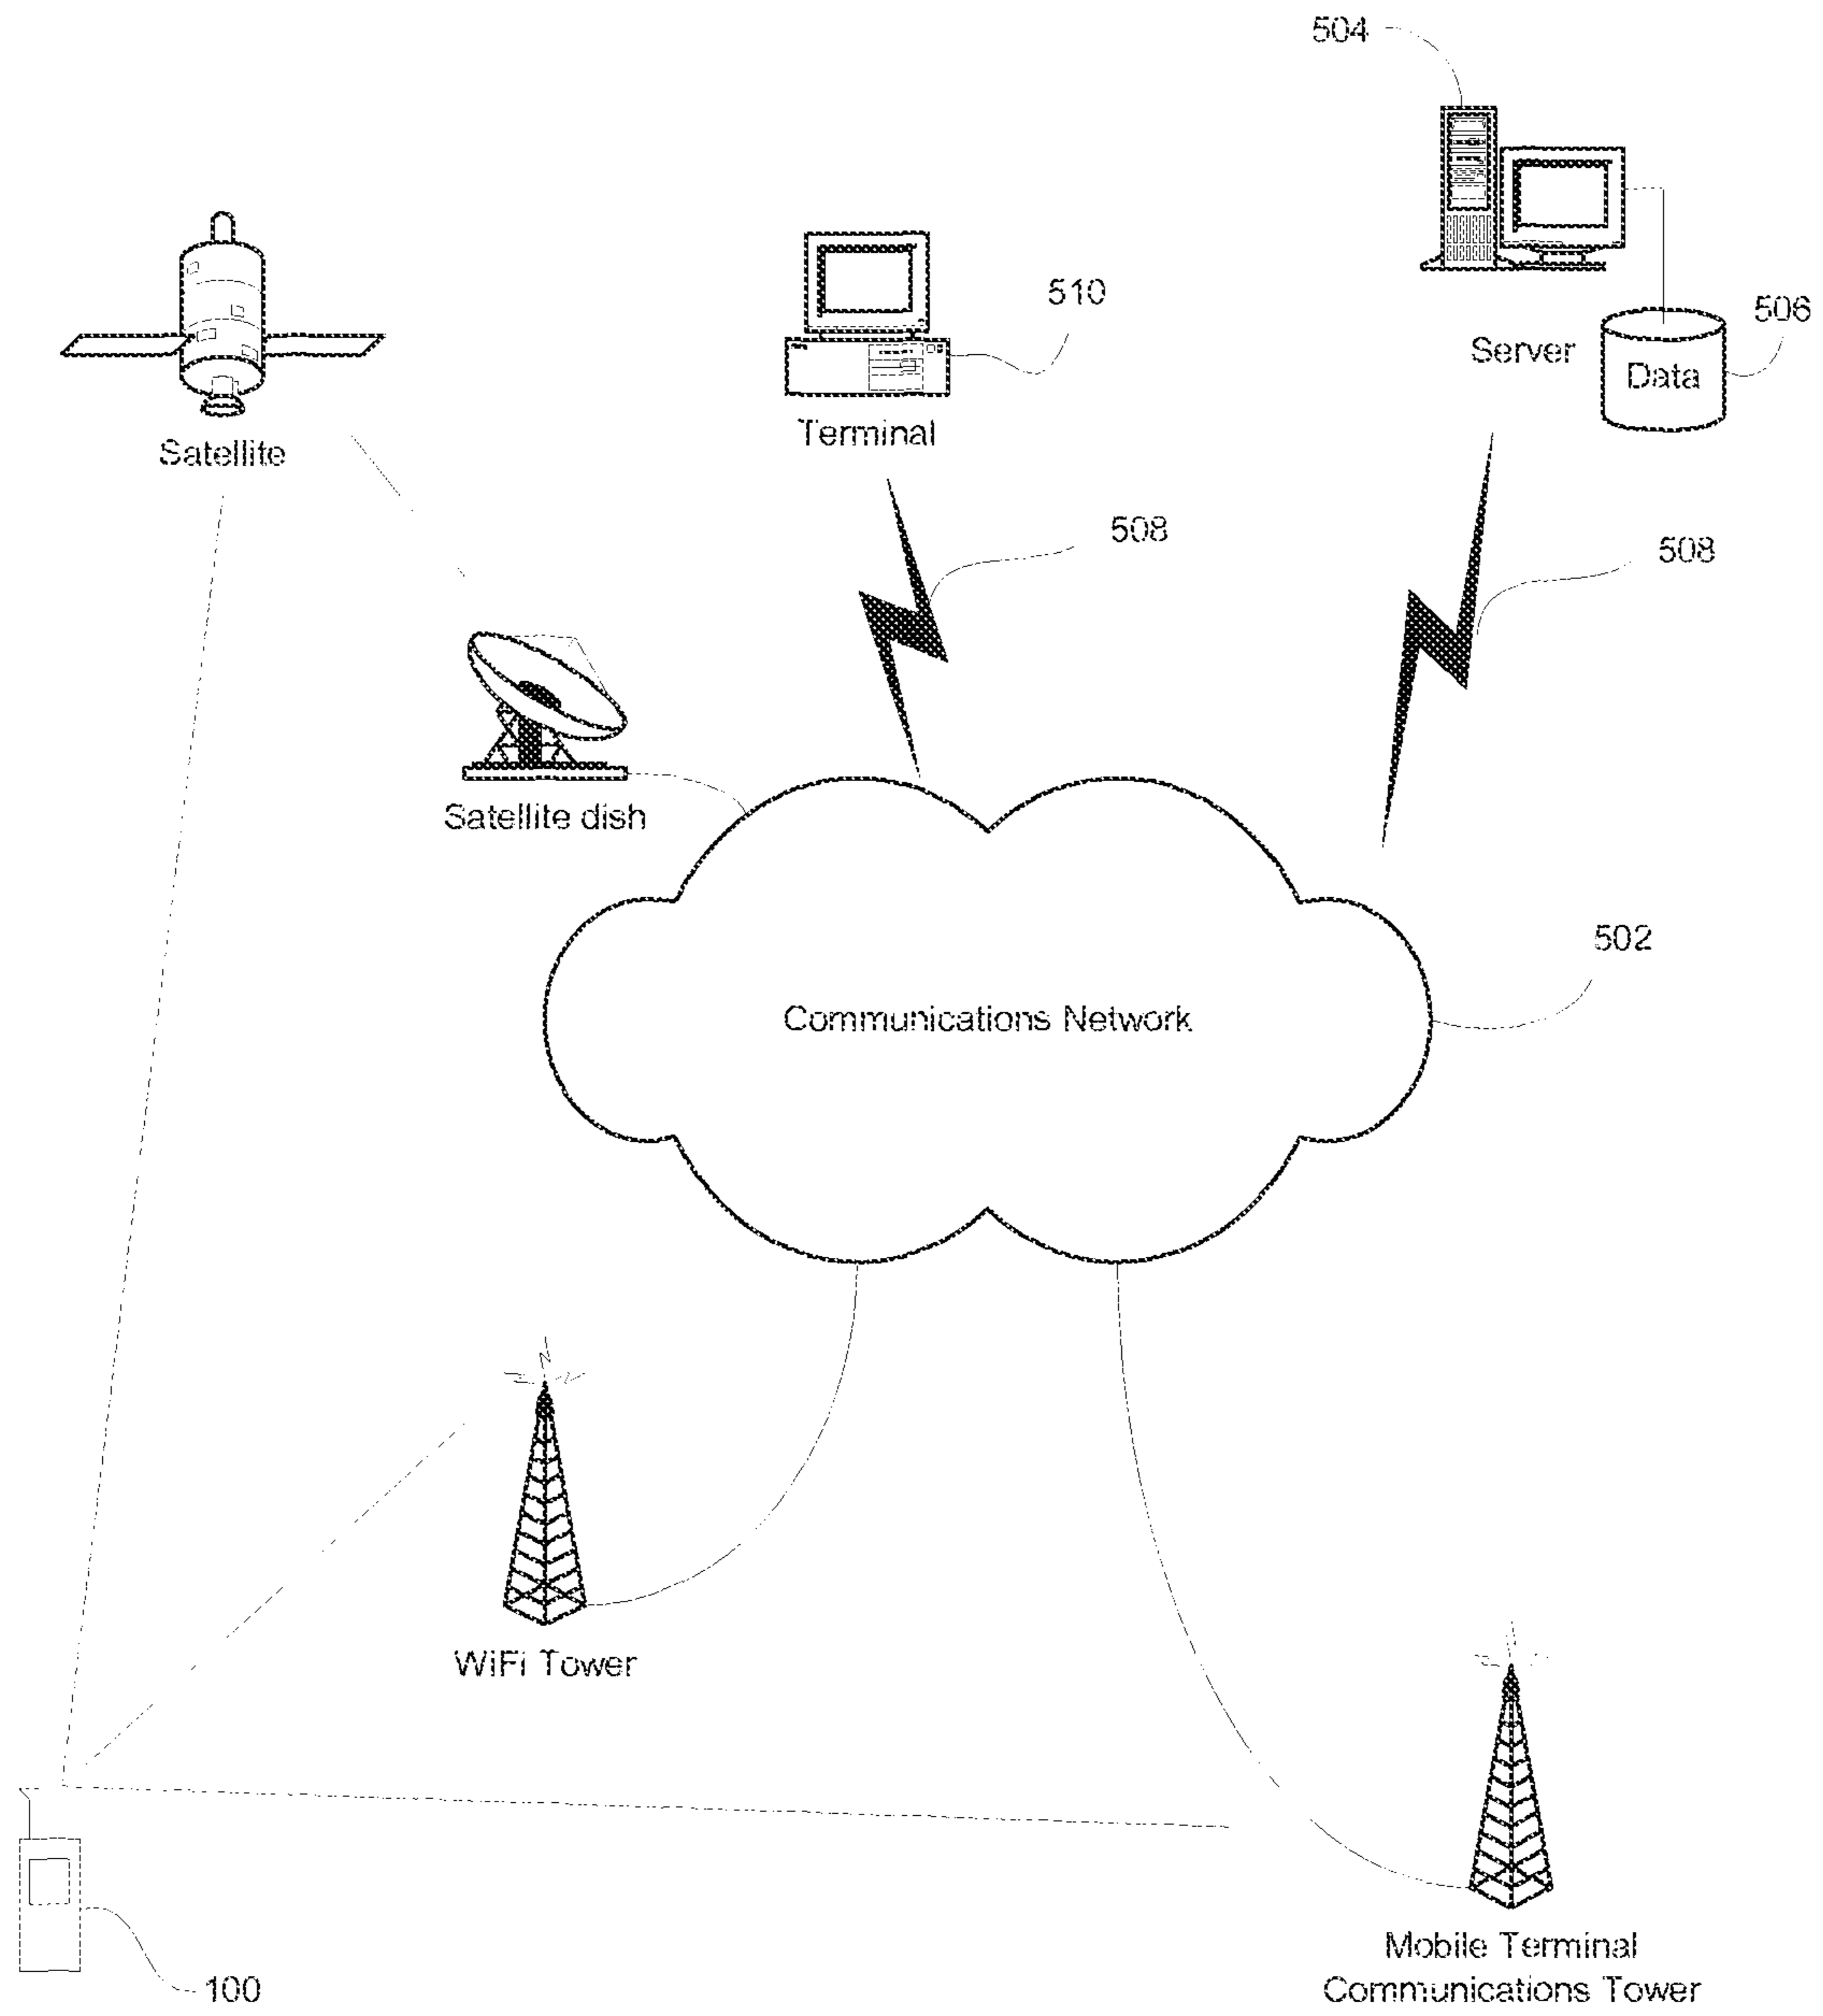 504
510
506
Server
Data
Terminal
Satellite
508
508
Satellite dish
502
Communications Network
WiFi Tower
Mobile Terminal
Communications Tower
100